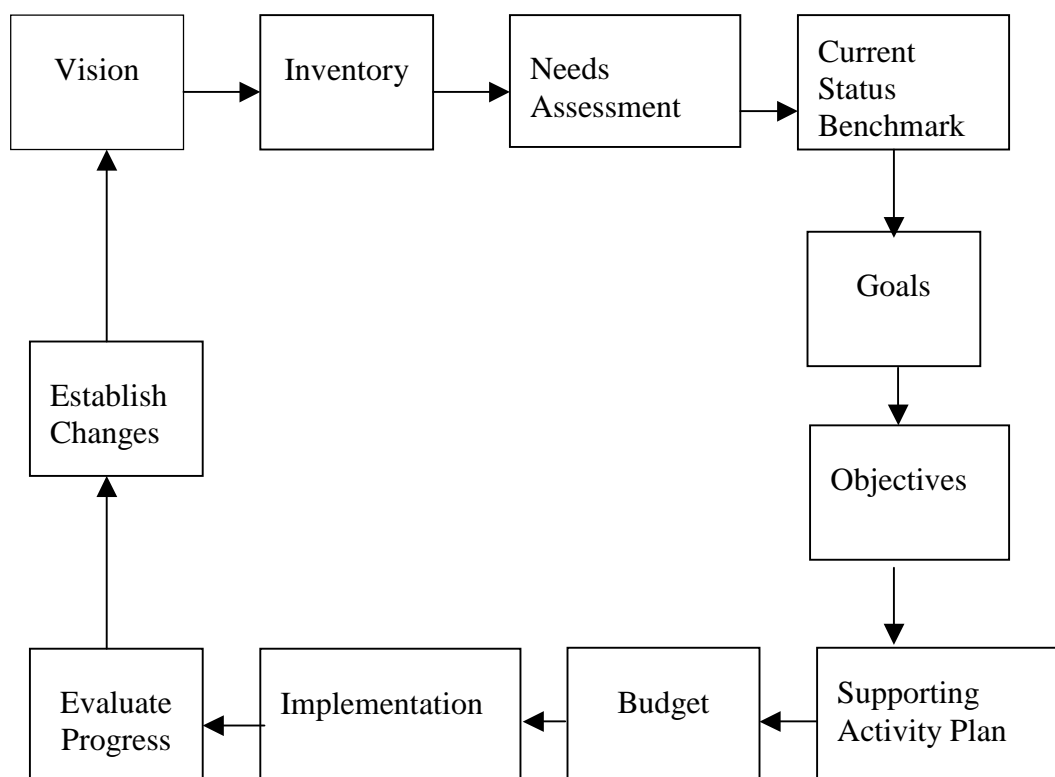 Vision
Inventory
Needs
Assessment
Current
Status
Benchmark
Goals
Objectives
Supporting
Activity Plan
Budget
Implementation
Evaluate
Progress
Establish
Changes